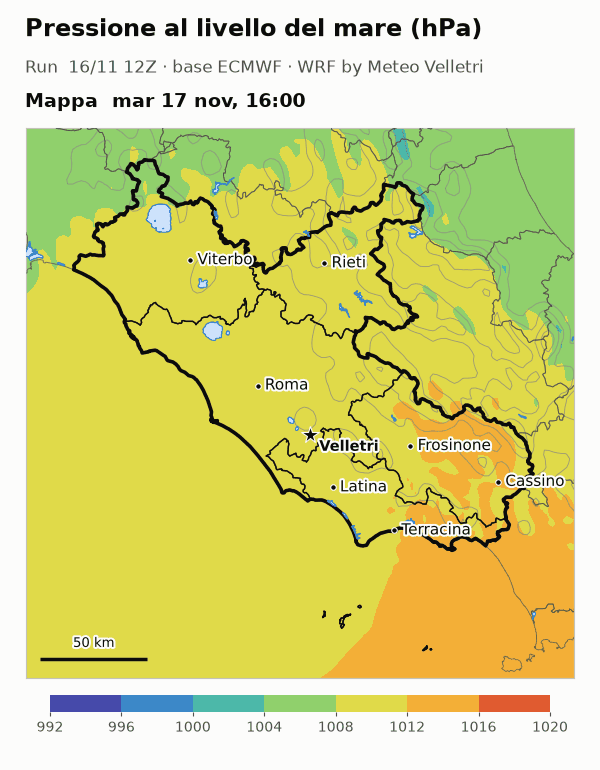 Pressione al livello del mare (hPa)
Run  16/11 12Z · base ECMWF · WRF by Meteo Velletri
Mappa  mar 17 nov, 16:00
Viterbo
Rieti
Roma
Velletri
Frosinone
Latina
Cassino
Terracina
50 km
992 996 1000 1004 1008 1012 1016 1020